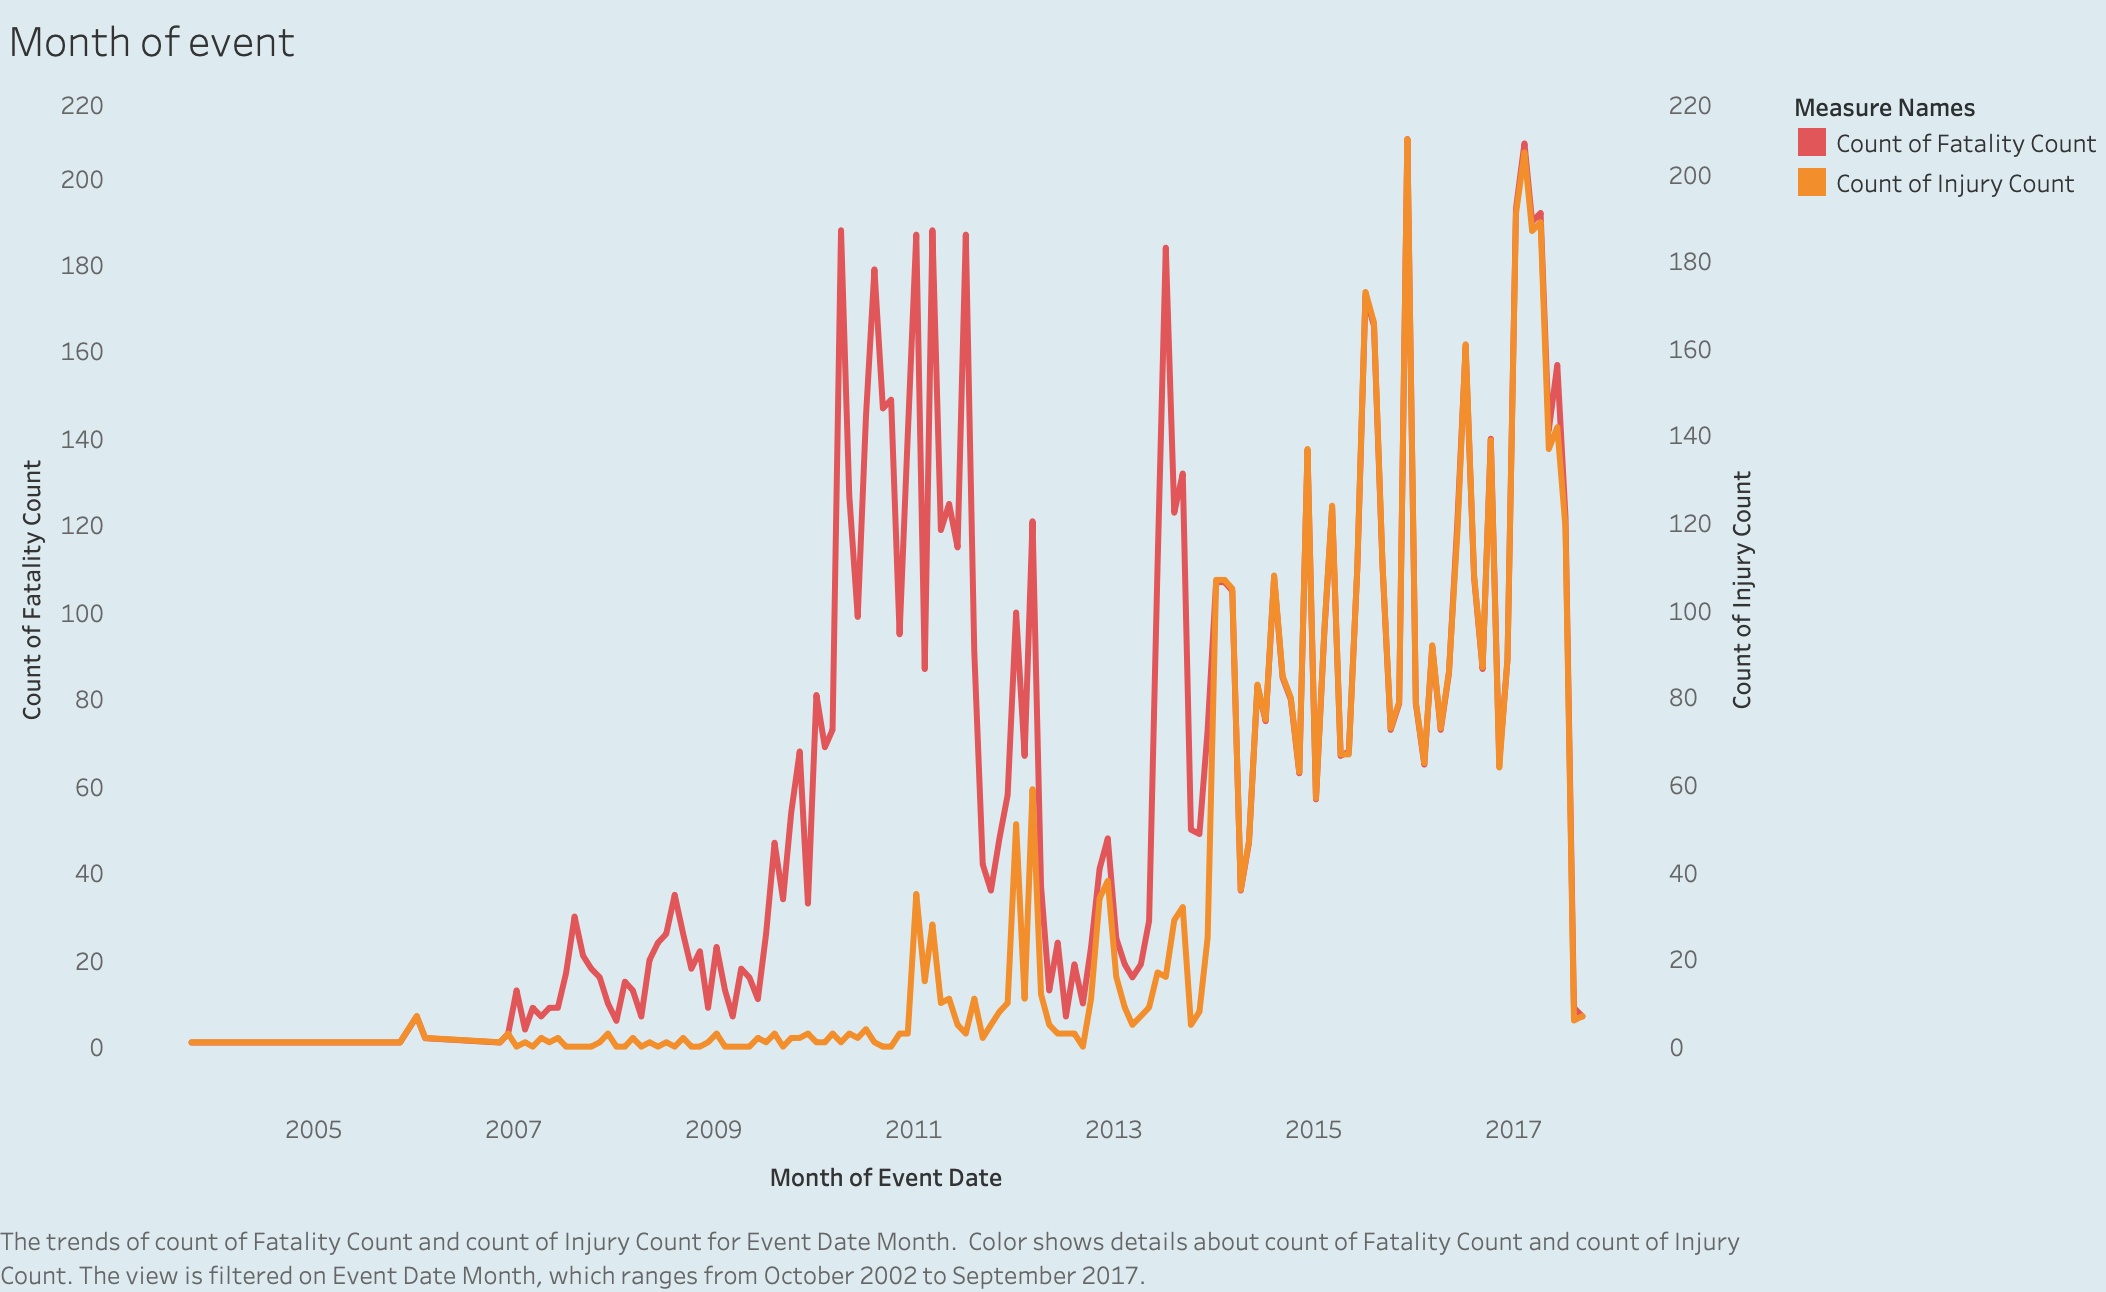 Month of event
220
200
180
160
140
120
100
80
60
40
20
0
Count of Fatality Count
220
200
180
160
140
120
100
80
60
40
20
0
Count of Injury Count
Measure Names
Count of Fatality Count
Count of Injury Count
2005 2007 2009 2011 2013 2015 2017
Month of Event Date
The trends of count of Fatality Count and count of Injury Count for Event Date Month.  Color shows details about count of Fatality Count and count of Injury
Count. The view is filtered on Event Date Month, which ranges from October 2002 to September 2017.